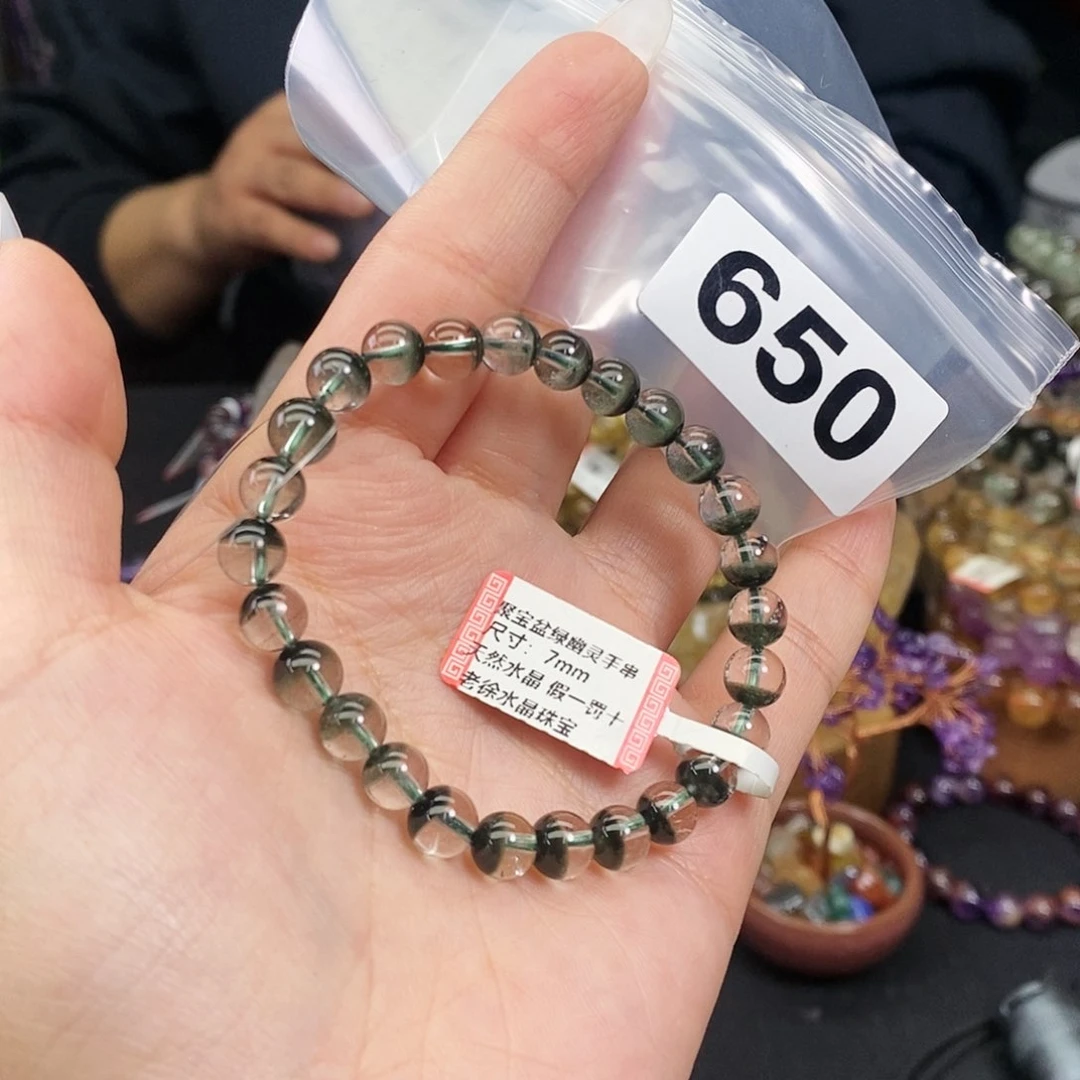 650
聚宝盆绿幽灵手串
尺寸：7mm
天然水晶 假一罚十
老徐水晶珠宝